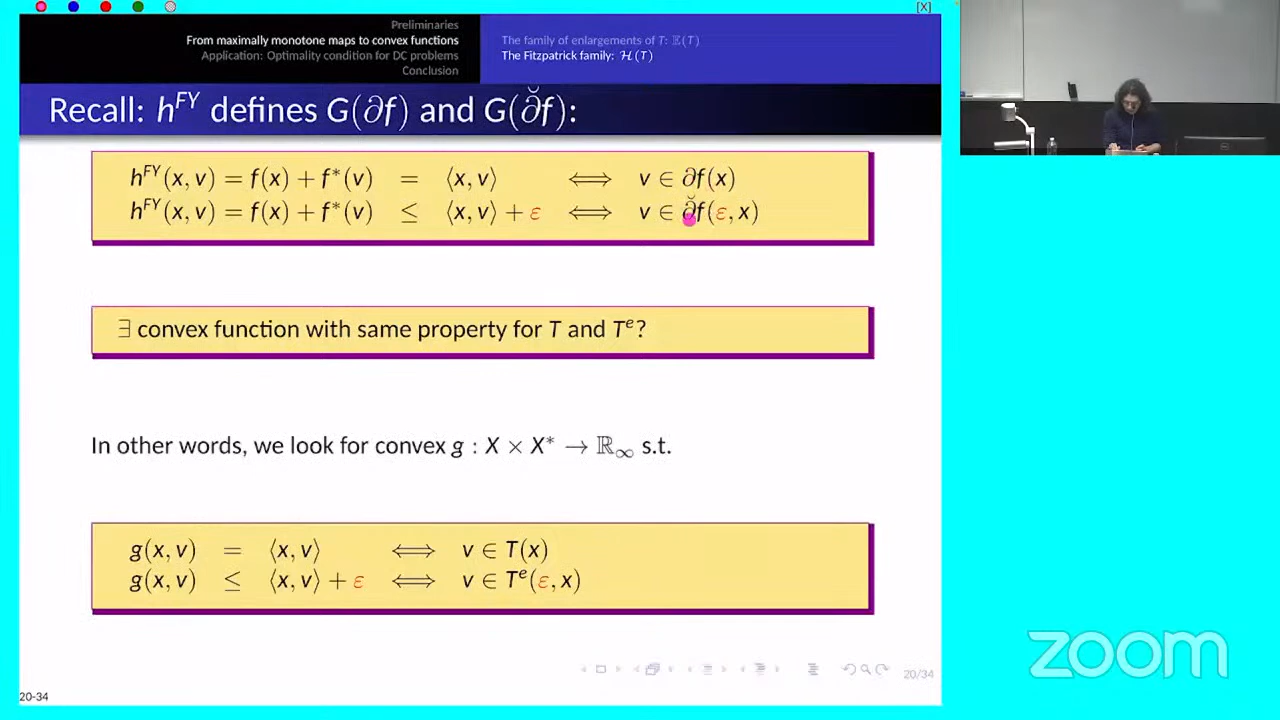 [X]
Preliminaries
From maximally monotone maps to convex functions
Application: Optimality condition for DC problems
Conclusion
The family of enlargements of T: 𝔼(T)
The Fitzpatrick family: ℋ(T)
Recall: h^{FY} defines G(∂f) and G(∂̆f):
h^{FY}(x, v) = f(x) + f*(v) = ⟨x, v⟩ ⟺ v ∈ ∂f(x)
h^{FY}(x, v) = f(x) + f*(v) ≤ ⟨x, v⟩ + ε ⟺ v ∈ ∂̆f(ε, x)
∃ convex function with same property for T and T^e?
In other words, we look for convex g : X × X* → ℝ_∞ s.t.
g(x, v) = ⟨x, v⟩ ⟺ v ∈ T(x)
g(x, v) ≤ ⟨x, v⟩ + ε ⟺ v ∈ T^e(ε, x)
20/34
20-34
zoom